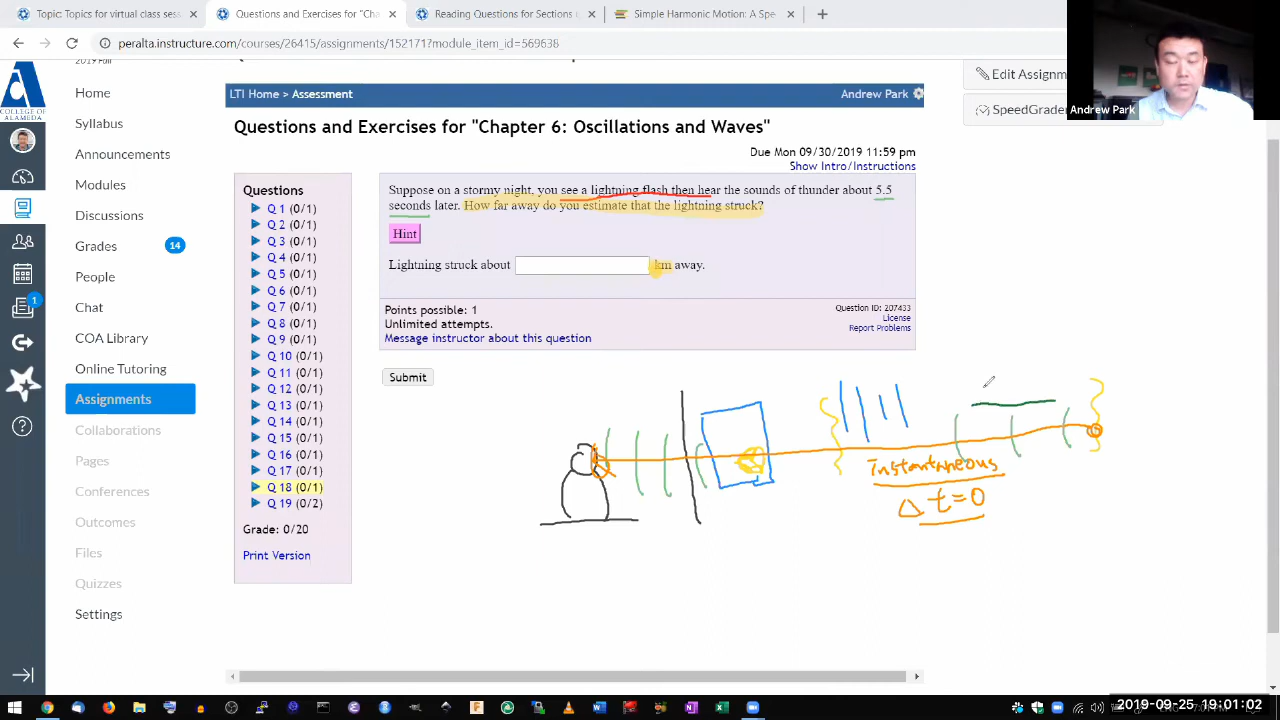 Topic: Topic for virtual class sessi
Questions and Exercises for "Cha
Reading Questions for Sections
Simple Harmonic Motion: A Spe
peralta.instructure.com/courses/26415/assignments/152171?module_item_id=569638
2019 Fall
COLLEGE OF
ALAMEDA
Home
Syllabus
Announcements
Modules
Discussions
Grades 14
People
Chat
COA Library
Online Tutoring
Assignments
Collaborations
Pages
Conferences
Outcomes
Files
Quizzes
Settings
1
LTI Home > Assessment
Andrew Park
Questions and Exercises for "Chapter 6: Oscillations and Waves"
Due Mon 09/30/2019 11:59 pm
Show Intro/Instructions
Questions
Q 1 (0/1)
Q 2 (0/1)
Q 3 (0/1)
Q 4 (0/1)
Q 5 (0/1)
Q 6 (0/1)
Q 7 (0/1)
Q 8 (0/1)
Q 9 (0/1)
Q 10 (0/1)
Q 11 (0/1)
Q 12 (0/1)
Q 13 (0/1)
Q 14 (0/1)
Q 15 (0/1)
Q 16 (0/1)
Q 17 (0/1)
Q 18 (0/1)
Q 19 (0/2)
Grade: 0/20
Print Version
Suppose on a stormy night, you see a lightning flash then hear the sounds of thunder about 5.5
seconds later. How far away do you estimate that the lightning struck?
Hint
Lightning struck about km away.
Points possible: 1
Unlimited attempts.
Message instructor about this question
Question ID: 207433
License
Report Problems
Submit
Instantaneous
Δt=0
Edit Assignm
SpeedGrader
Andrew Park
2019-09-25 19:01:02